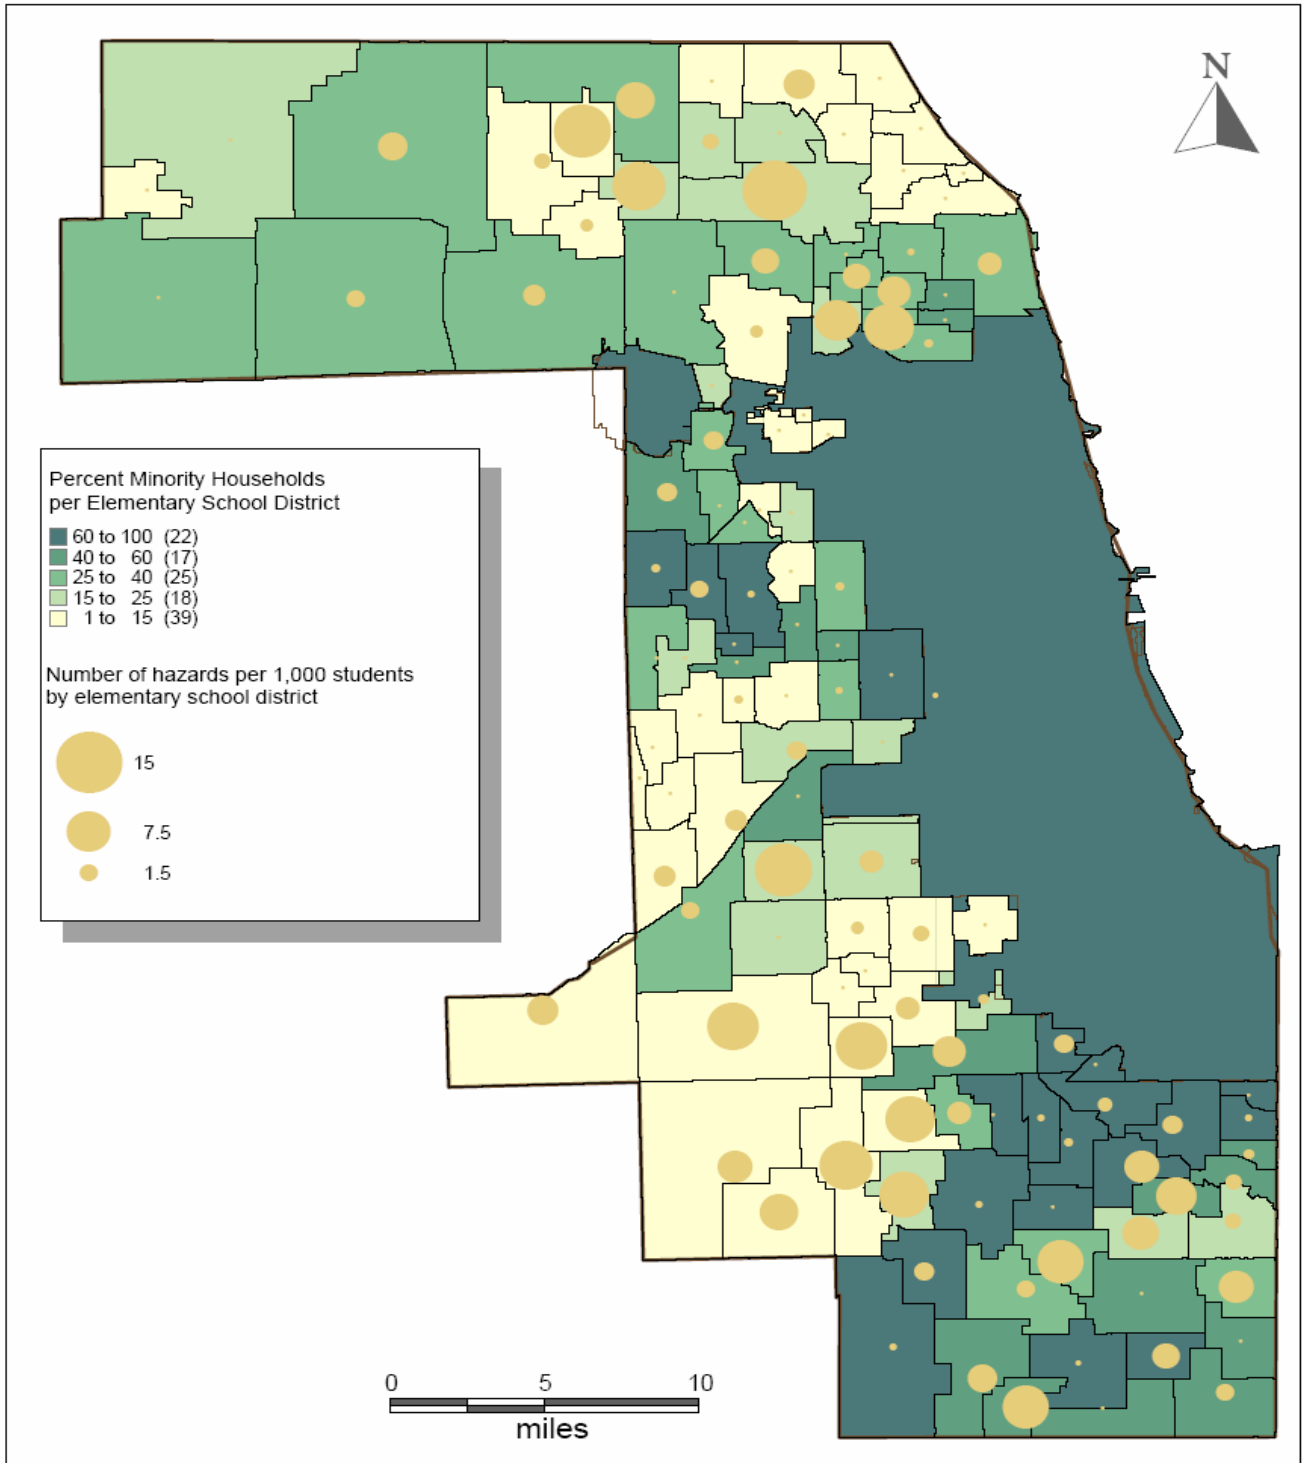 N
Percent Minority Households
per Elementary School District
60 to 100 (22)
40 to 60 (17)
25 to 40 (25)
15 to 25 (18)
1 to 15 (39)
Number of hazards per 1,000 students
by elementary school district
15
7.5
1.5
0 5 10
miles